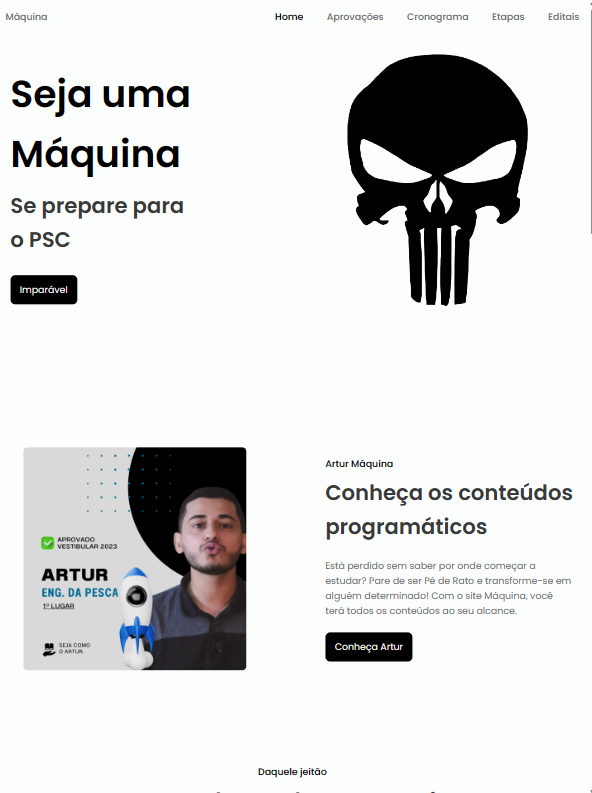 Máquina
Home Aprovações Cronograma Etapas Editais
Seja uma
Máquina
Se prepare para
o PSC
Imparável
APROVADO
VESTIBULAR 2023
ARTUR
ENG. DA PESCA
1º LUGAR
SEJA COMO
O ARTUR.
Artur Máquina
Conheça os conteúdos
programáticos
Está perdido sem saber por onde começar a
estudar? Pare de ser Pé de Rato e transforme-se em
alguém determinado! Com o site Máquina, você
terá todos os conteúdos ao seu alcance.
Conheça Artur
Daquele jeitão